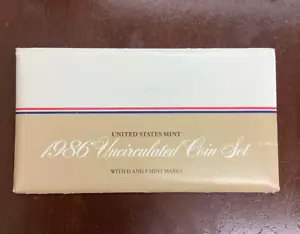 UNITED STATES MINT
1986 Uncirculated Coin Set
WITH D AND P MINT MARKS